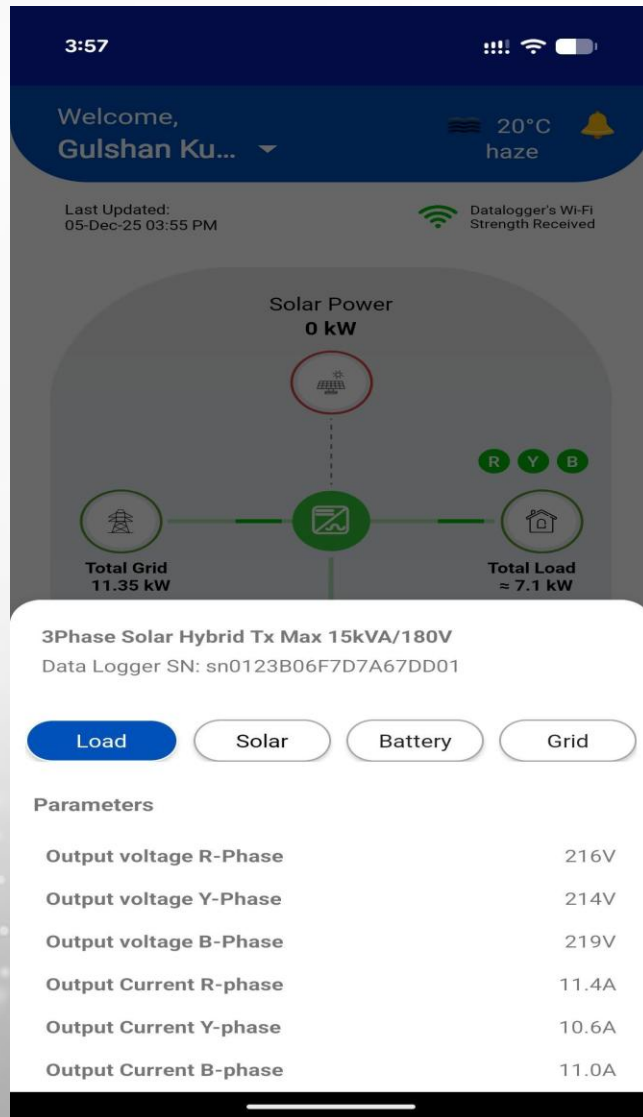 3:57
Welcome,
Gulshan Ku...
20°C
haze
Last Updated:
05-Dec-25 03:55 PM
Datalogger's Wi-Fi
Strength Received
Solar Power
0 kW
R Y B
Total Grid
11.35 kW
Total Load
≈ 7.1 kW
3Phase Solar Hybrid Tx Max 15kVA/180V
Data Logger SN: sn0123B06F7D7A67DD01
Load Solar Battery Grid
Parameters
Output voltage R-Phase 216V
Output voltage Y-Phase 214V
Output voltage B-Phase 219V
Output Current R-phase 11.4A
Output Current Y-phase 10.6A
Output Current B-phase 11.0A